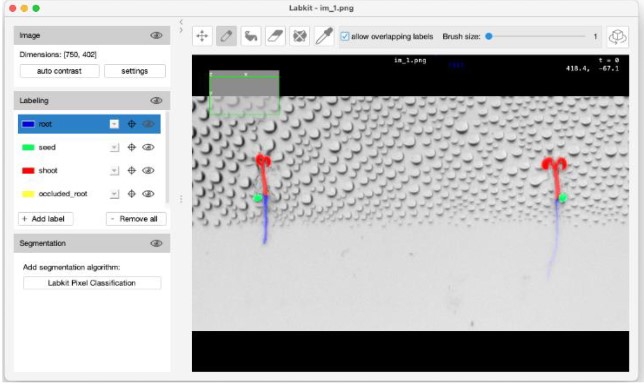 Labkit - im_1.png
Image
Dimensions: [750, 402]
auto contrast
settings
Labeling
root
seed
shoot
occluded_root
+ Add label
- Remove all
Segmentation
Add segmentation algorithm:
Labkit Pixel Classification
allow overlapping labels
Brush size:
1
im_1.png
t = 0
418.4, -67.1